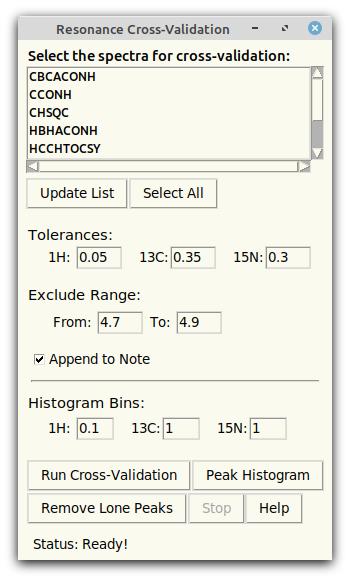 Resonance Cross-Validation
Select the spectra for cross-validation:
CBCACONH
CCONH
CHSQC
HBHACONH
HCCHTOCSY
Update List Select All
Tolerances:
1H: 0.05 13C: 0.35 15N: 0.3
Exclude Range:
From: 4.7 To: 4.9
Append to Note
Histogram Bins:
1H: 0.1 13C: 1 15N: 1
Run Cross-Validation Peak Histogram
Remove Lone Peaks Stop Help
Status: Ready!